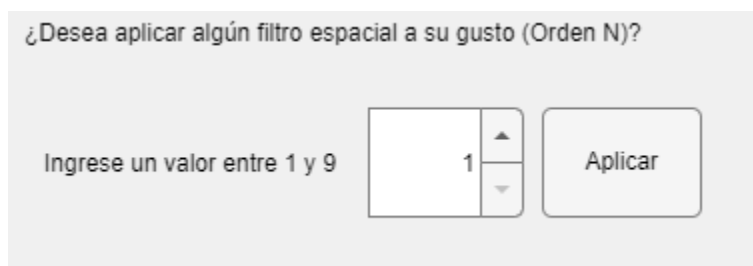 ¿Desea aplicar algún filtro espacial a su gusto (Orden N)?
Ingrese un valor entre 1 y 9 1 Aplicar